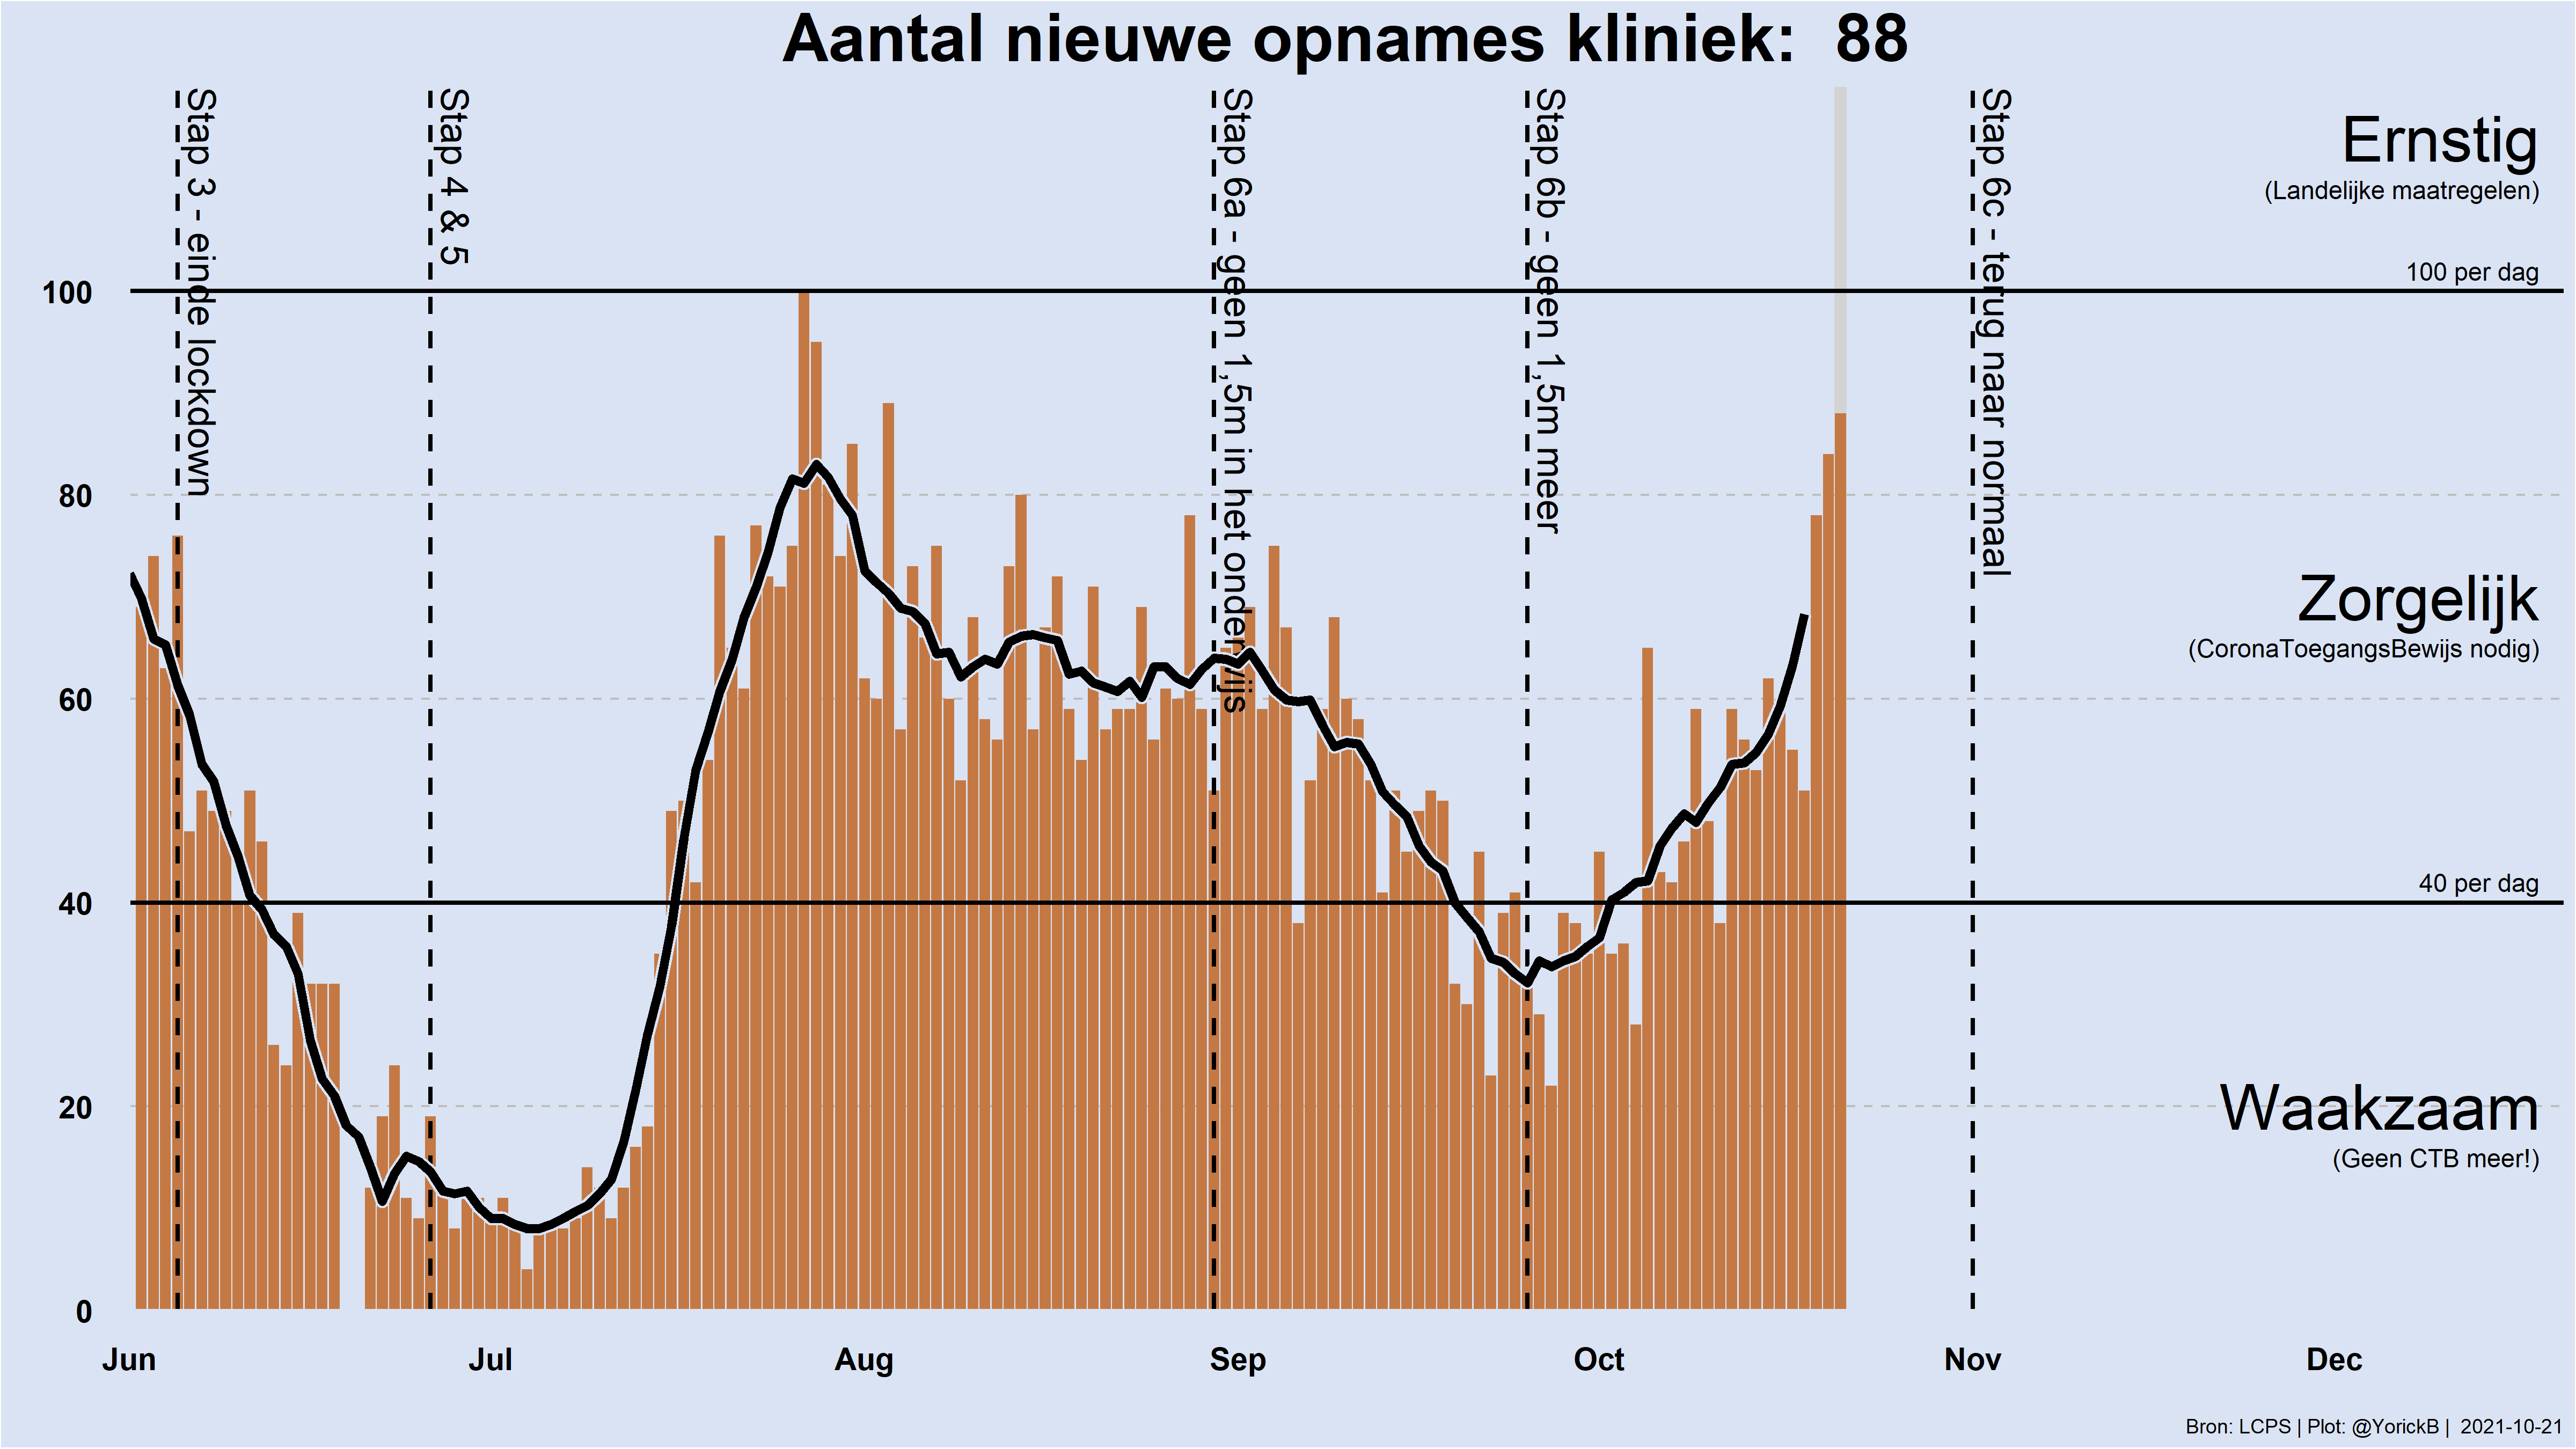 Aantal nieuwe opnames kliniek:  88
Stap 3 - einde lockdown
Stap 4 & 5
Stap 6a - geen 1,5m in het onderwijs
Stap 6b - geen 1,5m meer
Stap 6c - terug naar normaal
Ernstig
(Landelijke maatregelen)
100 per dag
Zorgelijk
(CoronaToegangsBewijs nodig)
40 per dag
Waakzaam
(Geen CTB meer!)
100
80
60
40
20
0
Jun Jul Aug Sep Oct Nov Dec
Bron: LCPS | Plot: @YorickB |  2021-10-21